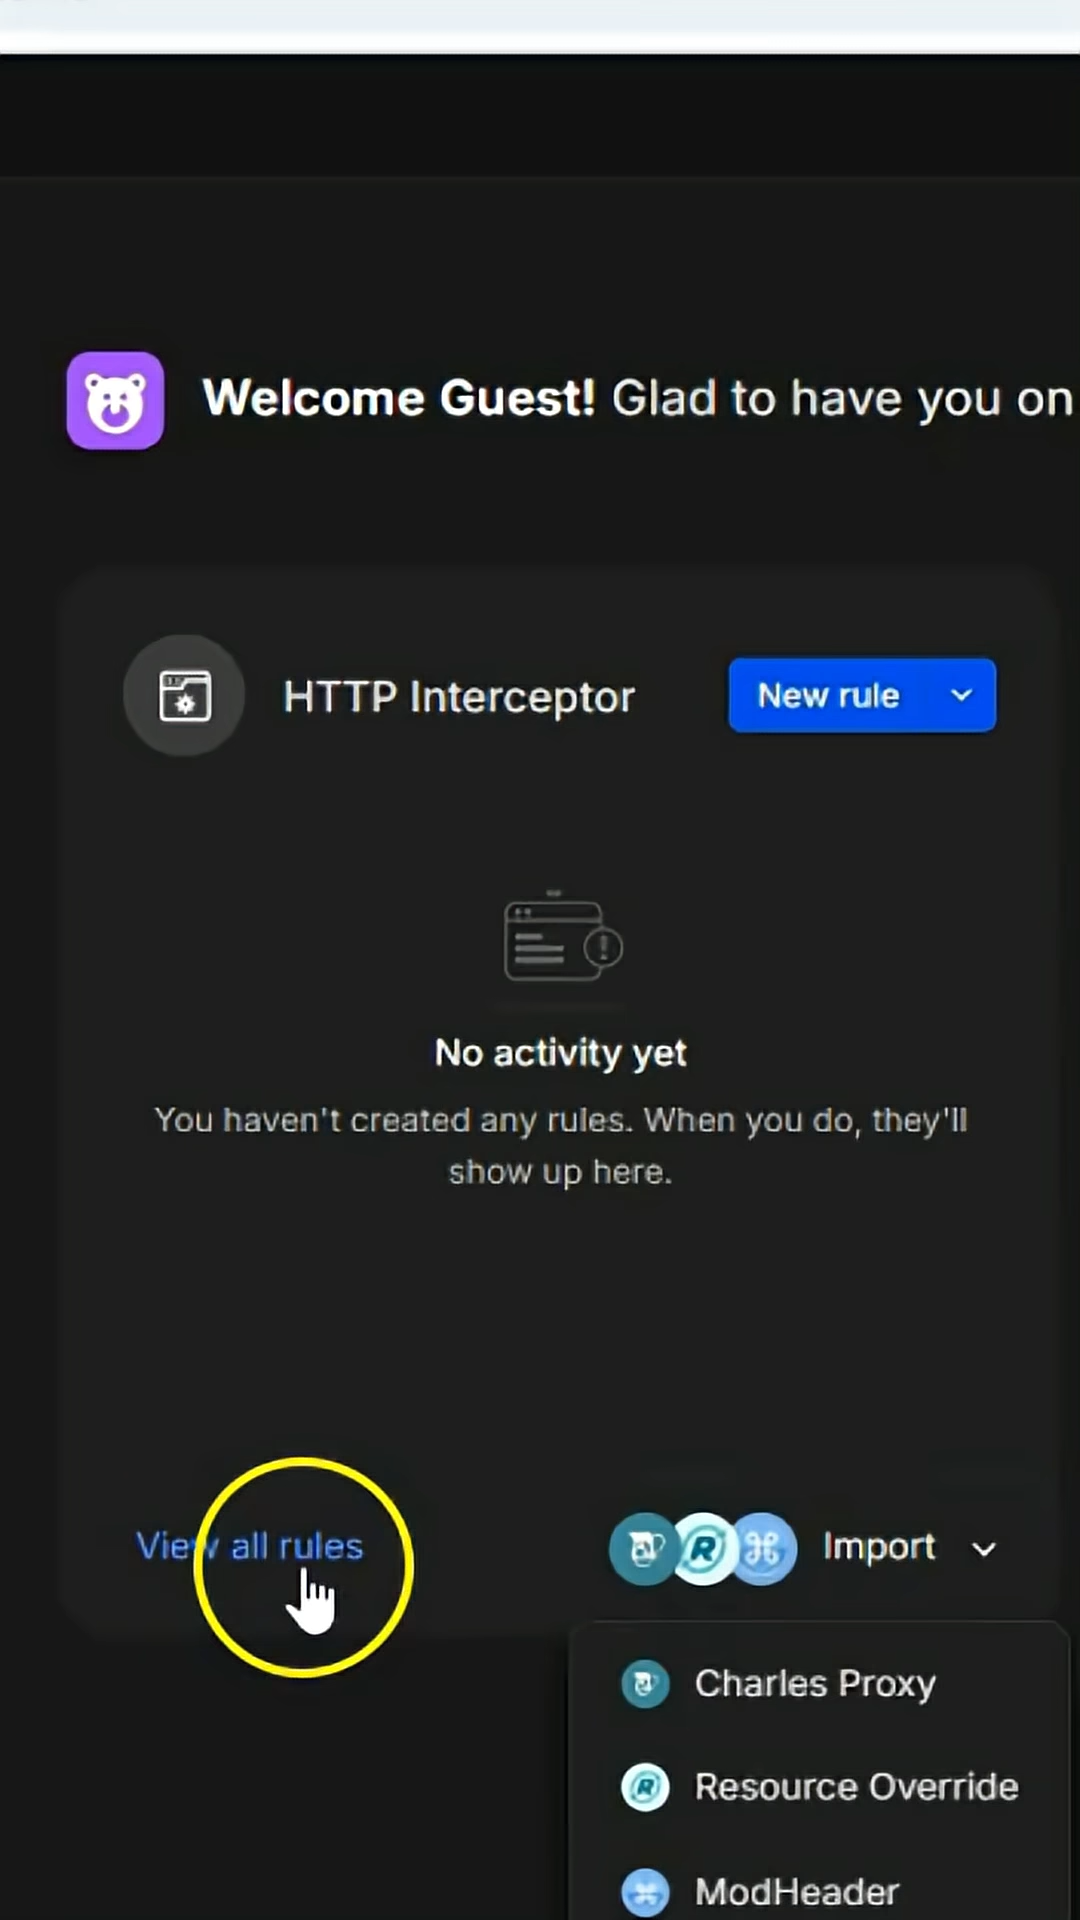 Welcome Guest! Glad to have you on
HTTP Interceptor
New rule
No activity yet
You haven't created any rules. When you do, they'll
show up here.
View all rules
Import
Charles Proxy
Resource Override
ModHeader